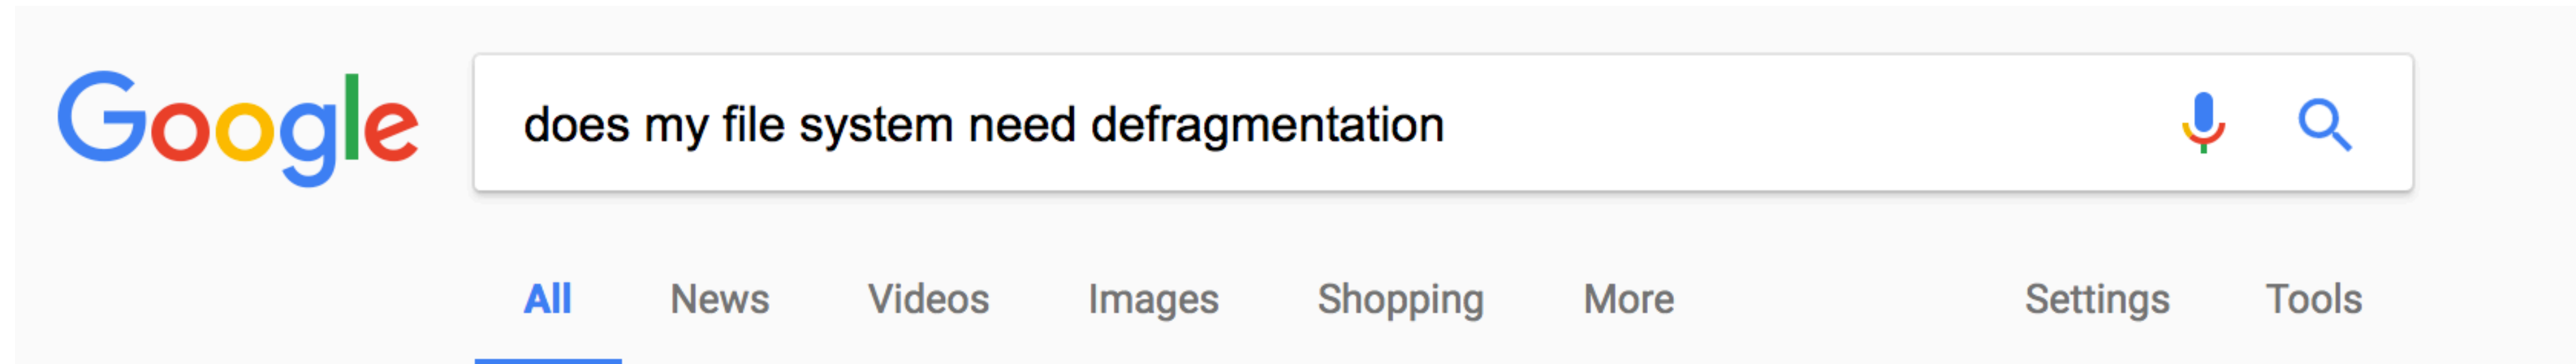 Google does my file system need defragmentation
All News Videos Images Shopping More Settings Tools